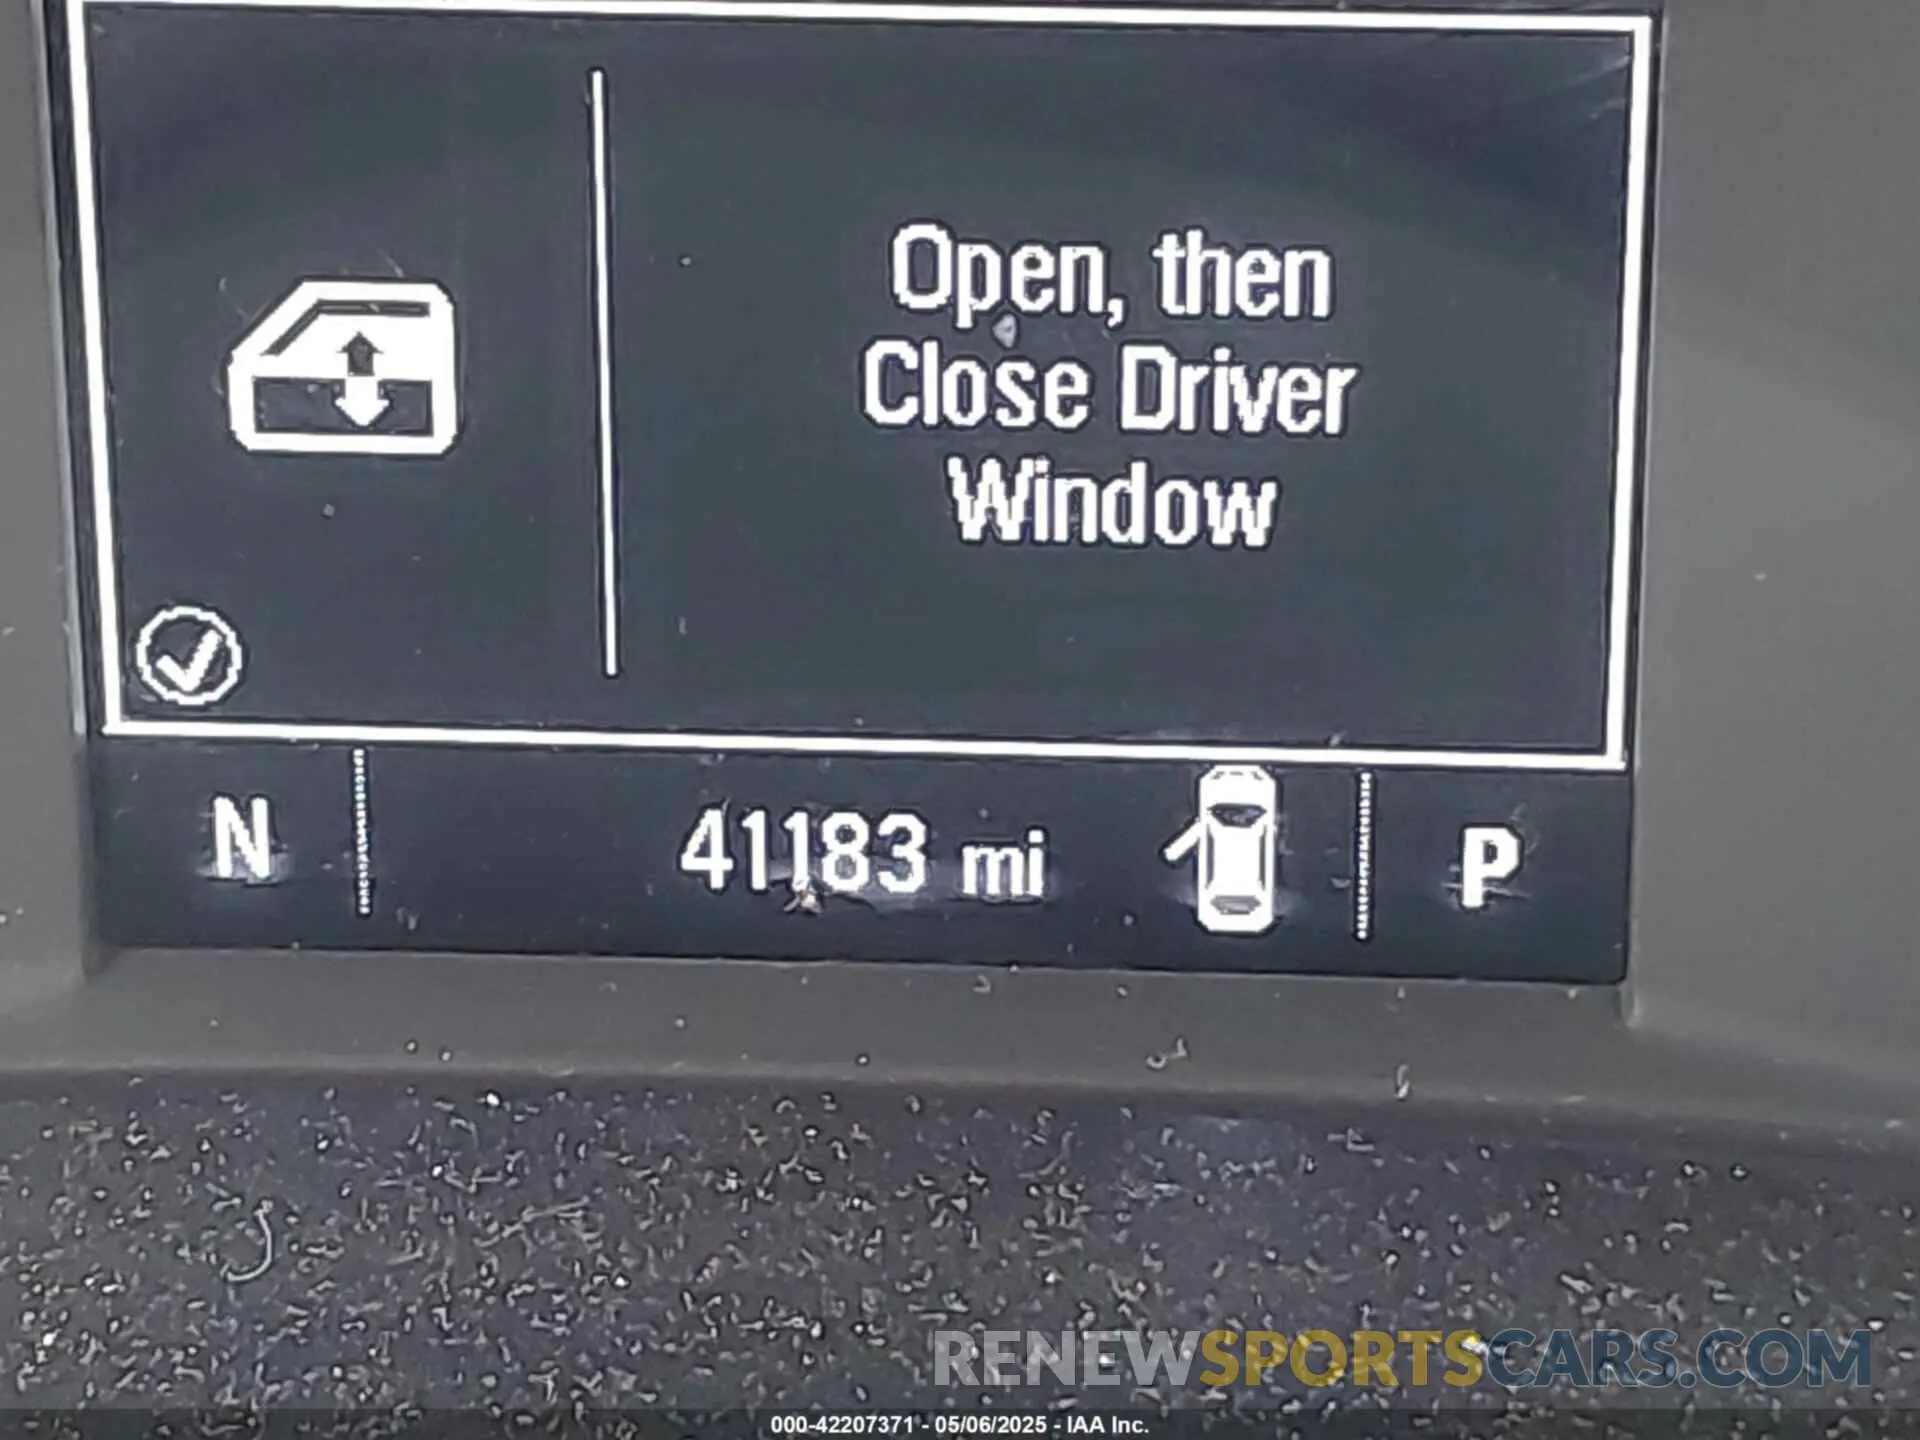 Open, then
Close Driver
Window
N
41183 mi
P
RENEWSPORTSCARS.COM
000-42207371 - 05/06/2025 - IAA Inc.